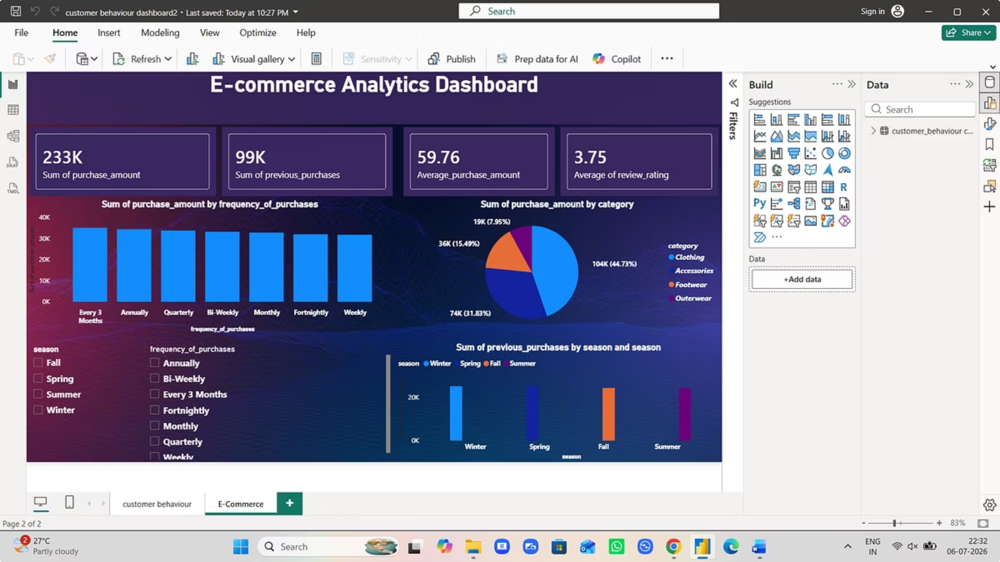 customer behaviour dashboard2 • Last saved: Today at 10:27 PM
Search
Sign in
File
Home
Insert
Modeling
View
Optimize
Help
Share
Refresh
Visual gallery
Sensitivity
Publish
Prep data for AI
Copilot
E-commerce Analytics Dashboard
233K
Sum of purchase_amount
99K
Sum of previous_purchases
59.76
Average_purchase_amount
3.75
Average of review_rating
Sum of purchase_amount by frequency_of_purchases
Sum of purchase_amount
40K
30K
20K
10K
0K
Every 3 Months
Annually
Quarterly
Bi-Weekly
Monthly
Fortnightly
Weekly
frequency_of_purchases
Sum of purchase_amount by category
19K (7.95%)
36K (15.49%)
104K (44.73%)
74K (31.83%)
category
Clothing
Accessories
Footwear
Outerwear
season
Fall
Spring
Summer
Winter
frequency_of_purchases
Annually
Bi-Weekly
Every 3 Months
Fortnightly
Monthly
Quarterly
Weekly
Sum of previous_purchases by season and season
season Winter Spring Fall Summer
20K
0K
Winter
Spring
Fall
Summer
season
Filters
Build
Suggestions
R
Py
123
Data
+Add data
Data
Search
customer_behaviour c...
DAX
TMDL
customer behaviour
E-Commerce
Page 2 of 2
83%
2
27°C
Partly cloudy
Search
ENG
IN
22:32
06-07-2026